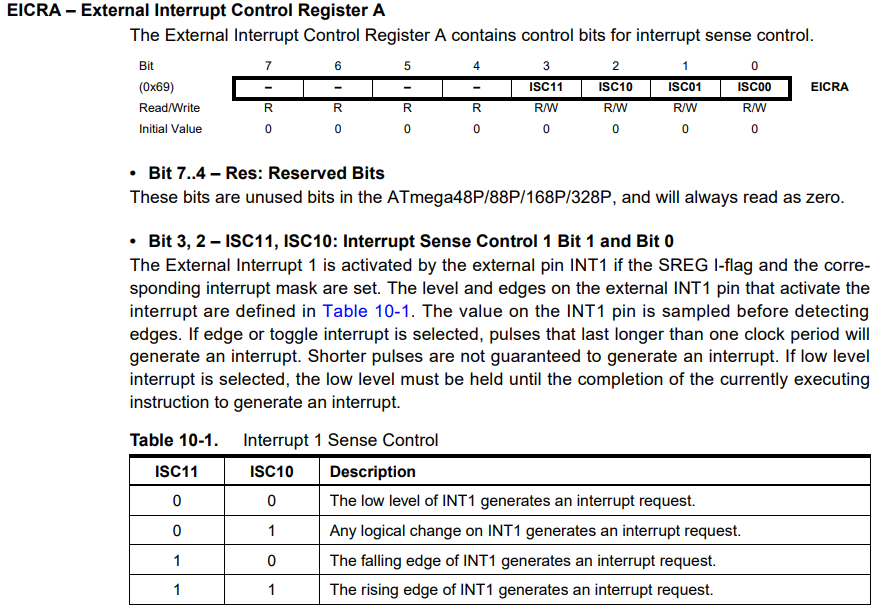 EICRA – External Interrupt Control Register A
The External Interrupt Control Register A contains control bits for interrupt sense control.
Bit 7 6 5 4 3 2 1 0
(0x69) – – – – ISC11 ISC10 ISC01 ISC00 EICRA
Read/Write R R R R R/W R/W R/W R/W
Initial Value 0 0 0 0 0 0 0 0
• Bit 7..4 – Res: Reserved Bits
These bits are unused bits in the ATmega48P/88P/168P/328P, and will always read as zero.
• Bit 3, 2 – ISC11, ISC10: Interrupt Sense Control 1 Bit 1 and Bit 0
The External Interrupt 1 is activated by the external pin INT1 if the SREG I-flag and the corre-
sponding interrupt mask are set. The level and edges on the external INT1 pin that activate the
interrupt are defined in Table 10-1. The value on the INT1 pin is sampled before detecting
edges. If edge or toggle interrupt is selected, pulses that last longer than one clock period will
generate an interrupt. Shorter pulses are not guaranteed to generate an interrupt. If low level
interrupt is selected, the low level must be held until the completion of the currently executing
instruction to generate an interrupt.
Table 10-1. Interrupt 1 Sense Control
ISC11 ISC10 Description
0 0 The low level of INT1 generates an interrupt request.
0 1 Any logical change on INT1 generates an interrupt request.
1 0 The falling edge of INT1 generates an interrupt request.
1 1 The rising edge of INT1 generates an interrupt request.